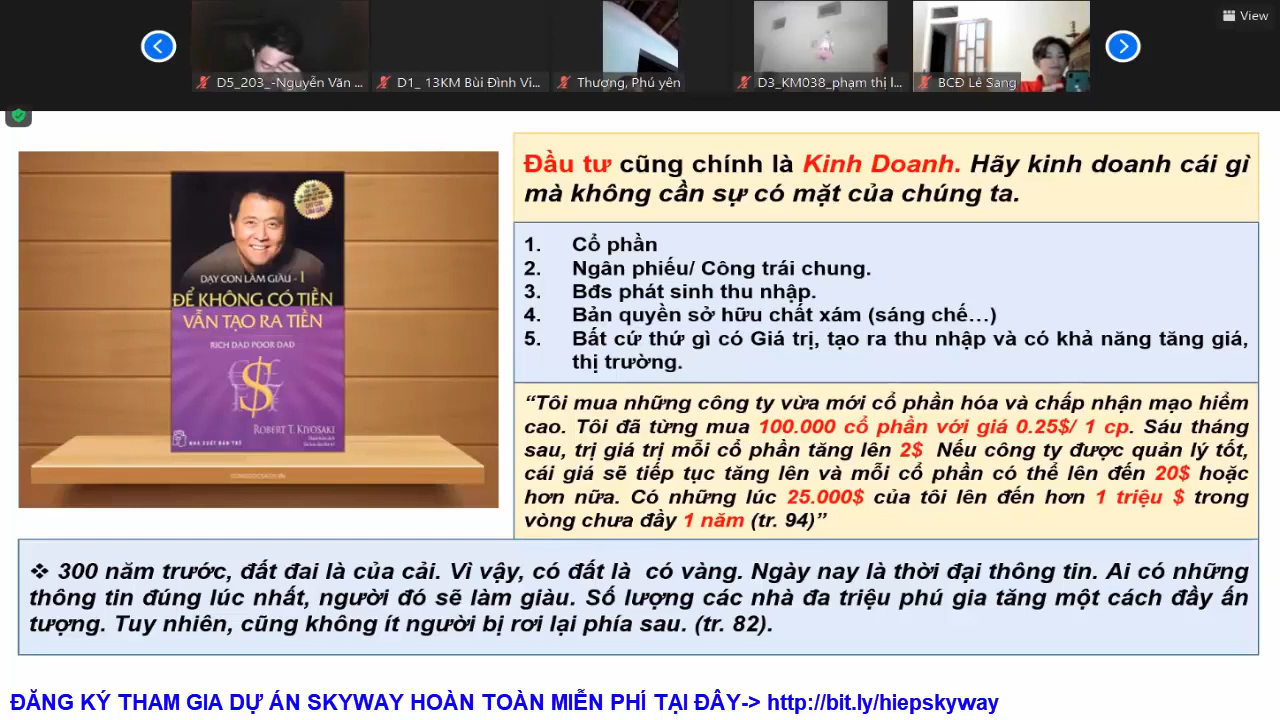 View
D5_203_-Nguyễn Văn ...
D1_ 13KM Bùi Đình Vi...
Thượng, Phú yên
D3_KM038_phạm thị l...
BCĐ Lê Sang
Đầu tư cũng chính là Kinh Doanh. Hãy kinh doanh cái gì
mà không cần sự có mặt của chúng ta.
1. Cổ phần
2. Ngân phiếu/ Công trái chung.
3. Bđs phát sinh thu nhập.
4. Bản quyền sở hữu chất xám (sáng chế…)
5. Bất cứ thứ gì có Giá trị, tạo ra thu nhập và có khả năng tăng giá,
thị trường.
DẠY CON LÀM GIÀU - 1
ĐỂ KHÔNG CÓ TIỀN
VẪN TẠO RA TIỀN
RICH DAD POOR DAD
$
ROBERT T. KIYOSAKI
NHÀ XUẤT BẢN TRẺ
“Tôi mua những công ty vừa mới cổ phần hóa và chấp nhận mạo hiểm
cao. Tôi đã từng mua 100.000 cổ phần với giá 0.25$/ 1 cp. Sáu tháng
sau, trị giá trị mỗi cổ phần tăng lên 2$ Nếu công ty được quản lý tốt,
cái giá sẽ tiếp tục tăng lên và mỗi cổ phần có thể lên đến 20$ hoặc
hơn nữa. Có những lúc 25.000$ của tôi lên đến hơn 1 triệu $ trong
vòng chưa đầy 1 năm (tr. 94)”
❖ 300 năm trước, đất đai là của cải. Vì vậy, có đất là có vàng. Ngày nay là thời đại thông tin. Ai có những
thông tin đúng lúc nhất, người đó sẽ làm giàu. Số lượng các nhà đa triệu phú gia tăng một cách đầy ấn
tượng. Tuy nhiên, cũng không ít người bị rơi lại phía sau. (tr. 82).
ĐĂNG KÝ THAM GIA DỰ ÁN SKYWAY HOÀN TOÀN MIỄN PHÍ TẠI ĐÂY-> http://bit.ly/hiepskyway